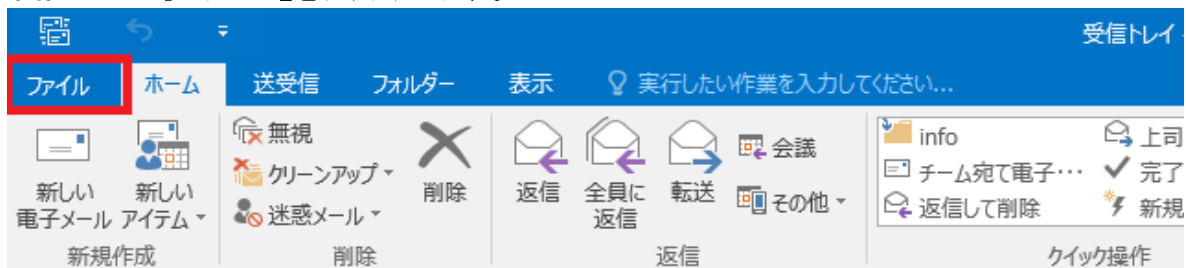 受信トレイ
ファイル ホーム 送受信 フォルダー 表示 実行したい作業を入力してください...
新しい
電子メール
新しい
アイテム
新規作成
無視
クリーンアップ
迷惑メール
削除
削除
返信
全員に
返信
転送
会議
その他
返信
info
チーム宛て電子…
返信して削除
上司
完了
新規
クイック操作